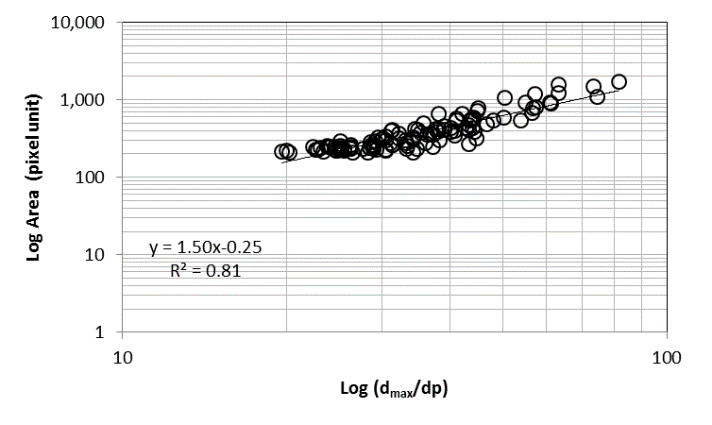 10,000
1,000
100
10
1
Log Area (pixel unit)
y = 1.50x-0.25
R² = 0.81
10
100
Log (dmax/dp)